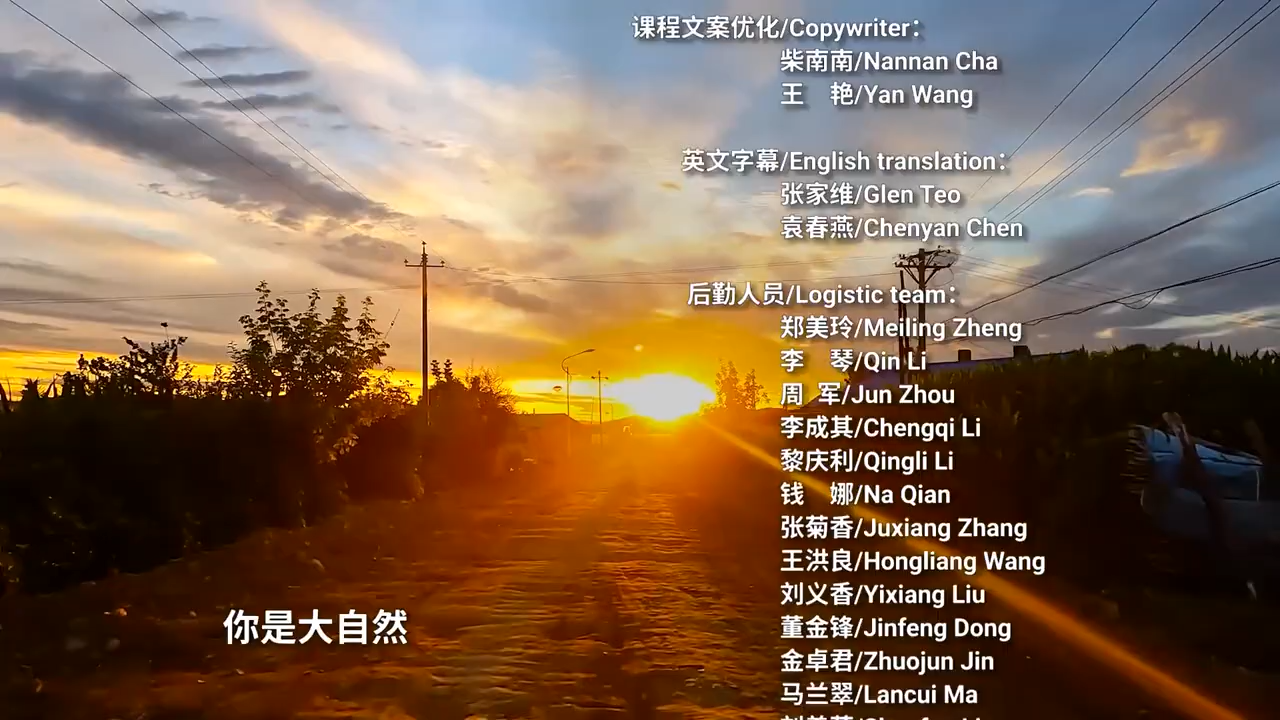 课程文案优化/Copywriter：
柴南南/Nannan Cha
王　艳/Yan Wang
英文字幕/English translation：
张家维/Glen Teo
袁春燕/Chenyan Chen
后勤人员/Logistic team：
郑美玲/Meiling Zheng
李　琴/Qin Li
周  军/Jun Zhou
李成其/Chengqi Li
黎庆利/Qingli Li
钱　娜/Na Qian
张菊香/Juxiang Zhang
王洪良/Hongliang Wang
刘义香/Yixiang Liu
董金锋/Jinfeng Dong
金卓君/Zhuojun Jin
马兰翠/Lancui Ma
你是大自然